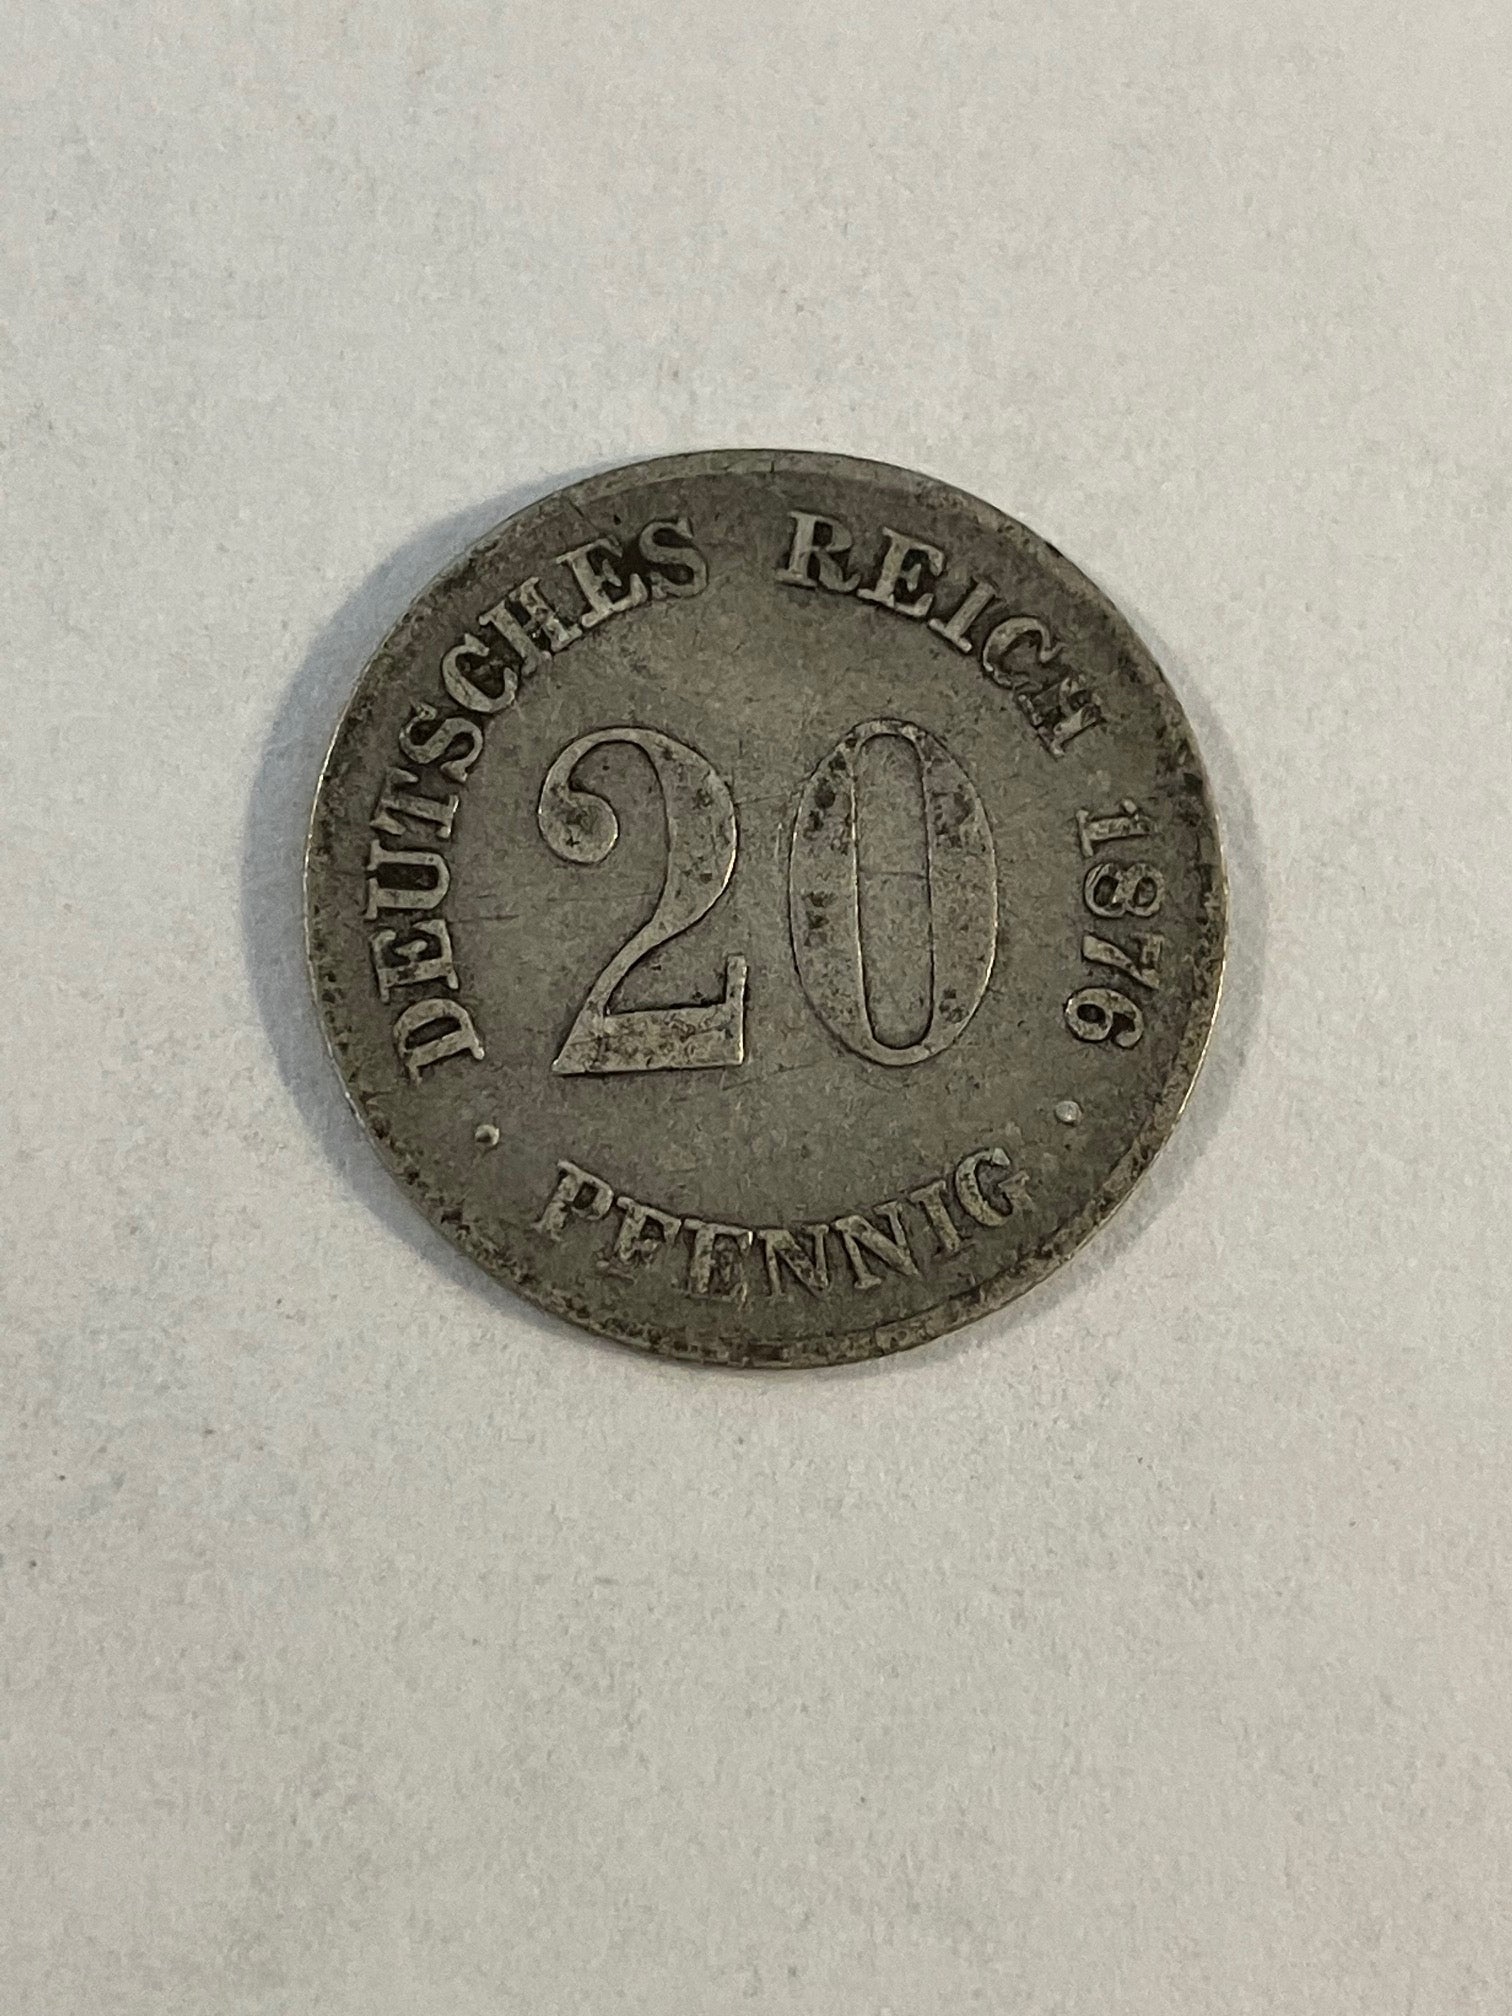 DEUTSCHES REICH 1876
20
· PFENNIG ·